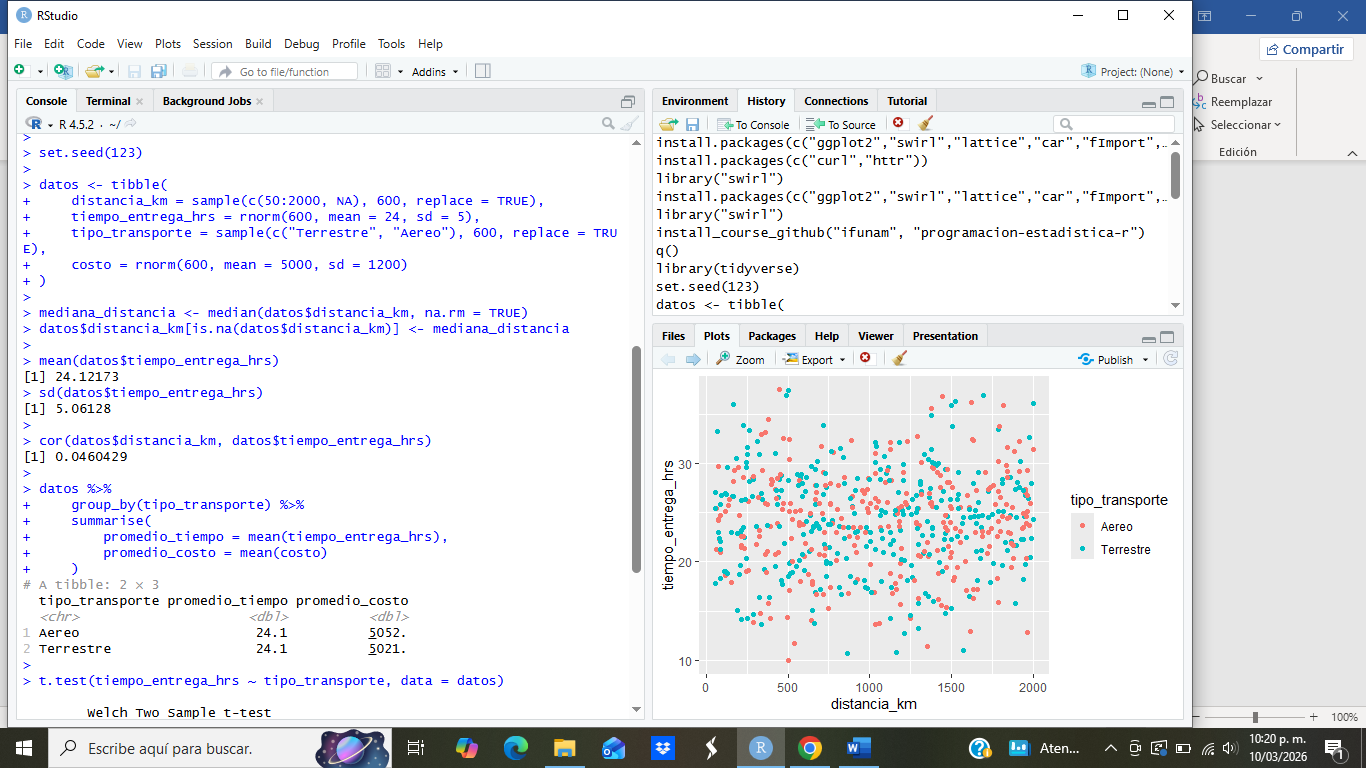 RStudio
File Edit Code View Plots Session Build Debug Profile Tools Help
Go to file/function
Addins
Project: (None)
Console Terminal Background Jobs
R 4.5.2 · ~/
>
> set.seed(123)
>
> datos <- tibble(
+     distancia_km = sample(c(50:2000, NA), 600, replace = TRUE),
+     tiempo_entrega_hrs = rnorm(600, mean = 24, sd = 5),
+     tipo_transporte = sample(c("Terrestre", "Aereo"), 600, replace = TRU
E),
+     costo = rnorm(600, mean = 5000, sd = 1200)
+ )
>
> mediana_distancia <- median(datos$distancia_km, na.rm = TRUE)
> datos$distancia_km[is.na(datos$distancia_km)] <- mediana_distancia
>
> mean(datos$tiempo_entrega_hrs)
[1] 24.12173
> sd(datos$tiempo_entrega_hrs)
[1] 5.06128
>
> cor(datos$distancia_km, datos$tiempo_entrega_hrs)
[1] 0.0460429
>
> datos %>%
+     group_by(tipo_transporte) %>%
+     summarise(
+         promedio_tiempo = mean(tiempo_entrega_hrs),
+         promedio_costo = mean(costo)
+     )
# A tibble: 2 × 3
  tipo_transporte promedio_tiempo promedio_costo
  <chr>                     <dbl>          <dbl>
1 Aereo                      24.1          5052.
2 Terrestre                  24.1          5021.
>
> t.test(tiempo_entrega_hrs ~ tipo_transporte, data = datos)
        Welch Two Sample t-test
Environment History Connections Tutorial
To Console To Source
install.packages(c("ggplot2","swirl","lattice","car","fImport",…
install.packages(c("curl","httr"))
library("swirl")
install.packages(c("ggplot2","swirl","lattice","car","fImport",…
library("swirl")
install_course_github("ifunam", "programacion-estadistica-r")
q()
library(tidyverse)
set.seed(123)
datos <- tibble(
Files Plots Packages Help Viewer Presentation
Zoom Export Publish
tiempo_entrega_hrs
30
20
10
0 500 1000 1500 2000
distancia_km
tipo_transporte
Aereo
Terrestre
Compartir
Buscar
Reemplazar
Seleccionar
Edición
100%
Escribe aquí para buscar.
Aten...
10:20 p. m.
10/03/2026
1